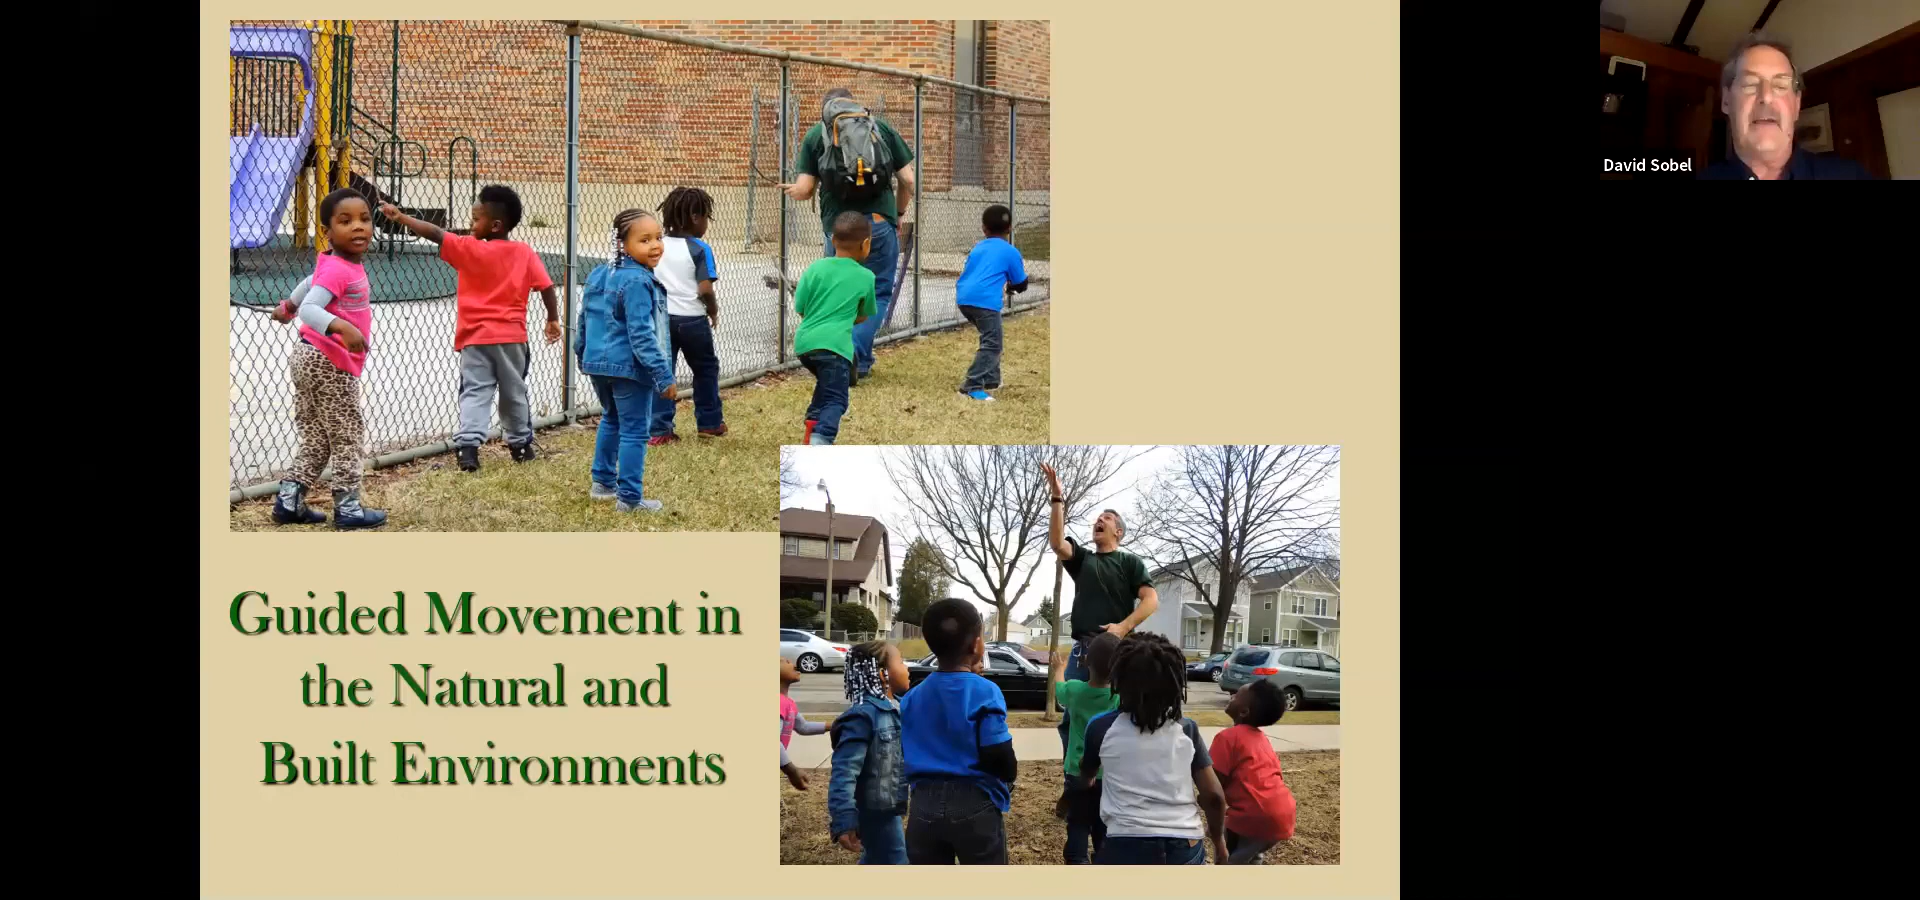 David Sobel
Guided Movement in
the Natural and
Built Environments